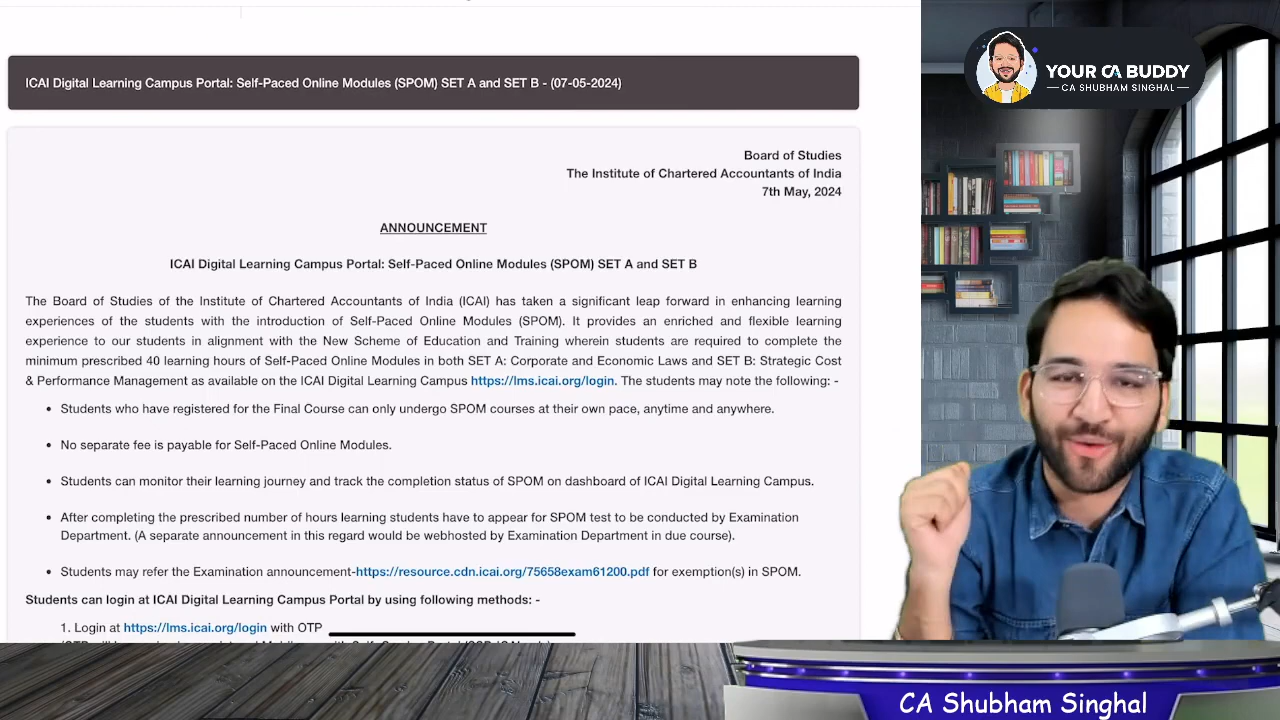 ICAI Digital Learning Campus Portal: Self-Paced Online Modules (SPOM) SET A and SET B - (07-05-2024)
Board of Studies
The Institute of Chartered Accountants of India
7th May, 2024
ANNOUNCEMENT
ICAI Digital Learning Campus Portal: Self-Paced Online Modules (SPOM) SET A and SET B
The Board of Studies of the Institute of Chartered Accountants of India (ICAI) has taken a significant leap forward in enhancing learning
experiences of the students with the introduction of Self-Paced Online Modules (SPOM). It provides an enriched and flexible learning
experience to our students in alignment with the New Scheme of Education and Training wherein students are required to complete the
minimum prescribed 40 learning hours of Self-Paced Online Modules in both SET A: Corporate and Economic Laws and SET B: Strategic Cost
& Performance Management as available on the ICAI Digital Learning Campus https://lms.icai.org/login. The students may note the following: -
• Students who have registered for the Final Course can only undergo SPOM courses at their own pace, anytime and anywhere.
• No separate fee is payable for Self-Paced Online Modules.
• Students can monitor their learning journey and track the completion status of SPOM on dashboard of ICAI Digital Learning Campus.
• After completing the prescribed number of hours learning students have to appear for SPOM test to be conducted by Examination
Department. (A separate announcement in this regard would be webhosted by Examination Department in due course).
• Students may refer the Examination announcement-https://resource.cdn.icai.org/75658exam61200.pdf for exemption(s) in SPOM.
Students can login at ICAI Digital Learning Campus Portal by using following methods: -
1. Login at https://lms.icai.org/login with OTP
YOUR CA BUDDY
CA SHUBHAM SINGHAL
CA Shubham Singhal